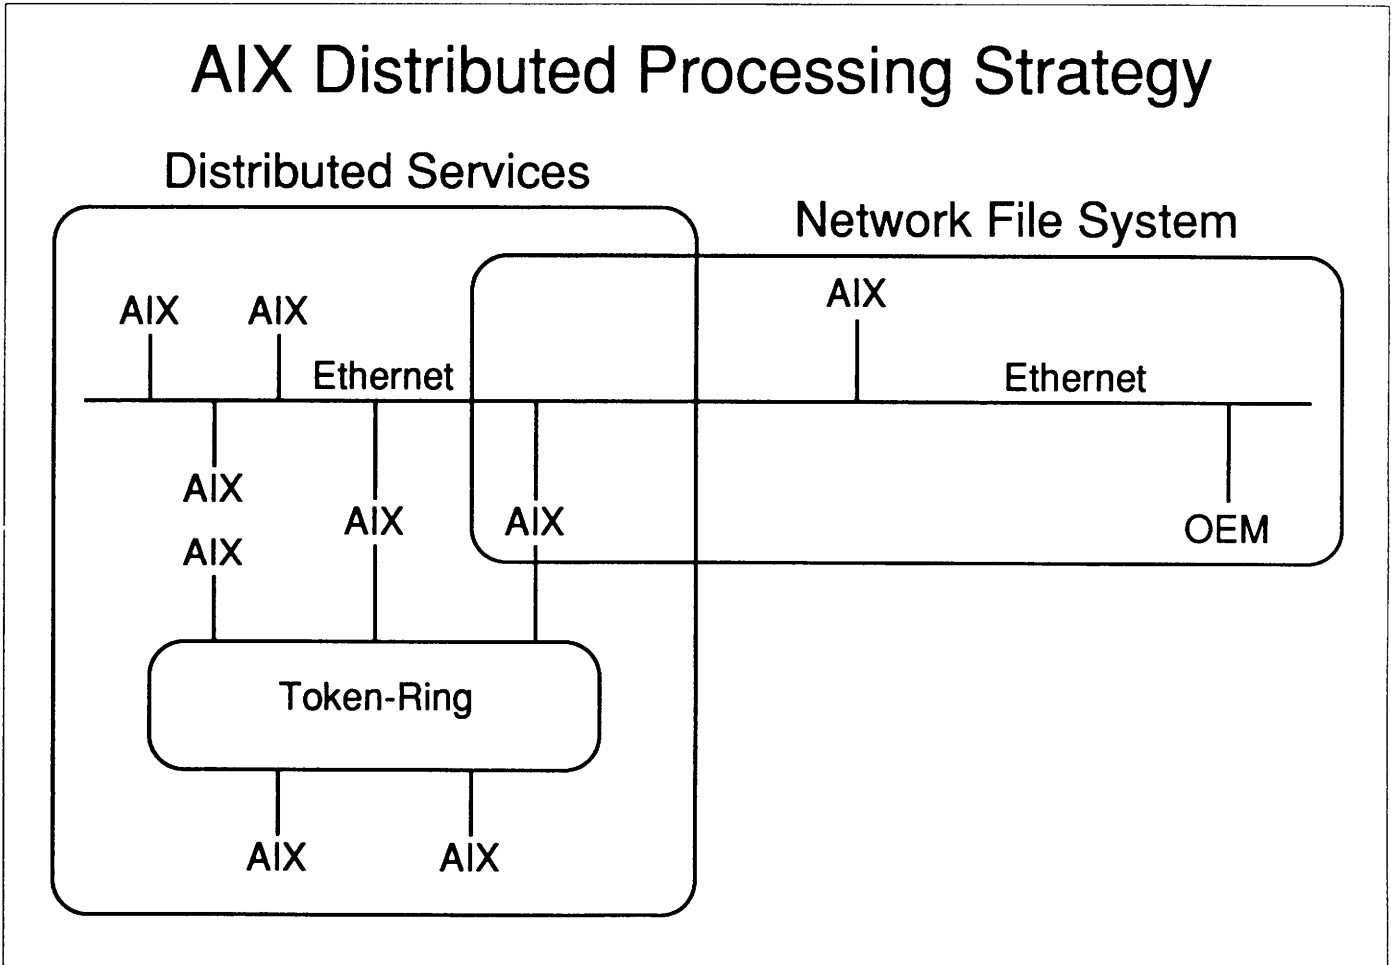 AIX Distributed Processing Strategy
Distributed Services
Network File System
AIX
AIX
AIX
Ethernet
Ethernet
AIX
AIX
AIX
OEM
AIX
Token-Ring
AIX
AIX